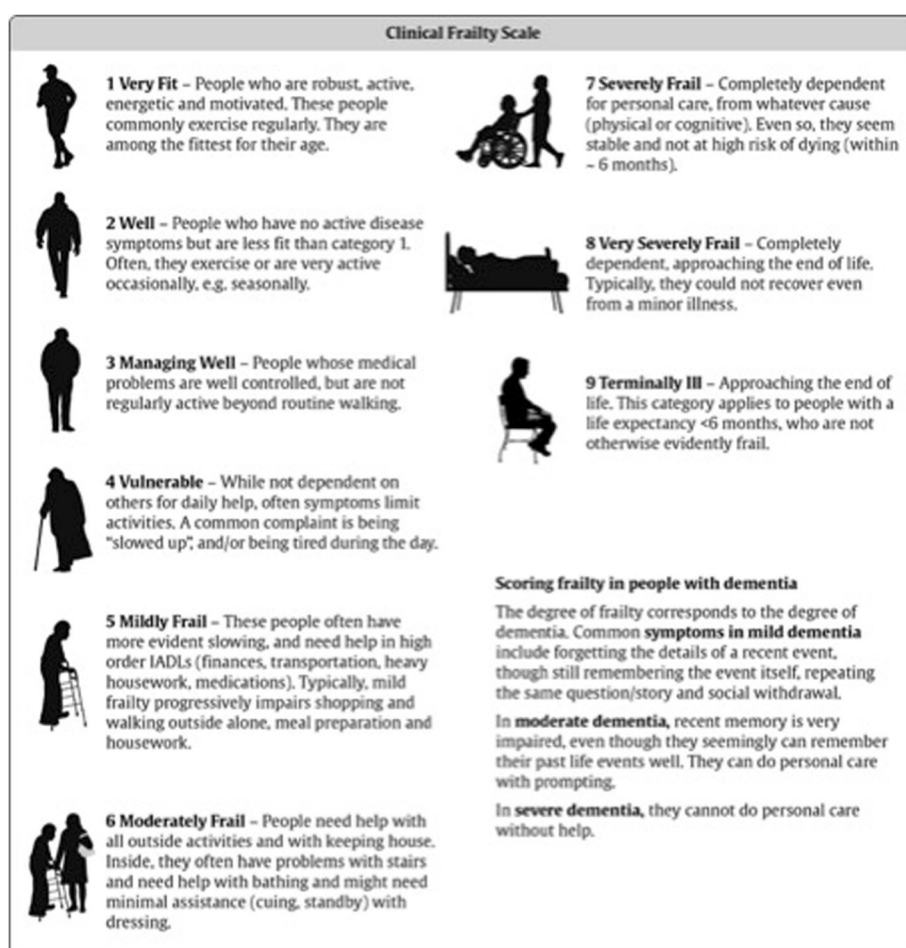 Clinical Frailty Scale
1 Very Fit – People who are robust, active,
energetic and motivated. These people
commonly exercise regularly. They are
among the fittest for their age.
2 Well – People who have no active disease
symptoms but are less fit than category 1.
Often, they exercise or are very active
occasionally, e.g. seasonally.
3 Managing Well – People whose medical
problems are well controlled, but are not
regularly active beyond routine walking.
4 Vulnerable – While not dependent on
others for daily help, often symptoms limit
activities. A common complaint is being
“slowed up”, and/or being tired during the day.
5 Mildly Frail – These people often have
more evident slowing, and need help in high
order IADLs (finances, transportation, heavy
housework, medications). Typically, mild
frailty progressively impairs shopping and
walking outside alone, meal preparation and
housework.
6 Moderately Frail – People need help with
all outside activities and with keeping house.
Inside, they often have problems with stairs
and need help with bathing and might need
minimal assistance (cuing, standby) with
dressing.
7 Severely Frail – Completely dependent
for personal care, from whatever cause
(physical or cognitive). Even so, they seem
stable and not at high risk of dying (within
~ 6 months).
8 Very Severely Frail – Completely
dependent, approaching the end of life.
Typically, they could not recover even
from a minor illness.
9 Terminally Ill – Approaching the end of
life. This category applies to people with a
life expectancy <6 months, who are not
otherwise evidently frail.
Scoring frailty in people with dementia
The degree of frailty corresponds to the degree of
dementia. Common symptoms in mild dementia
include forgetting the details of a recent event,
though still remembering the event itself, repeating
the same question/story and social withdrawal.
In moderate dementia, recent memory is very
impaired, even though they seemingly can remember
their past life events well. They can do personal care
with prompting.
In severe dementia, they cannot do personal care
without help.